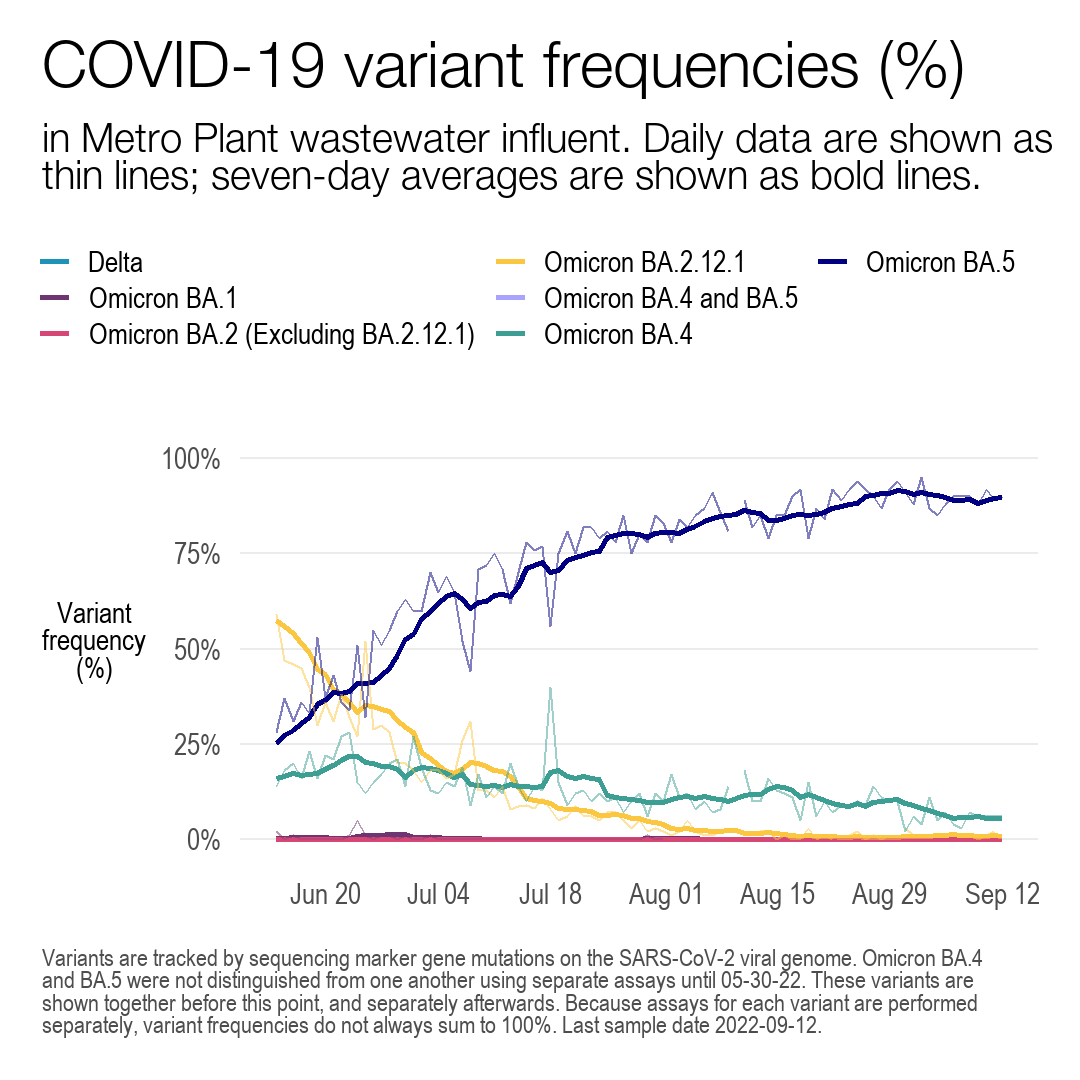 COVID-19 variant frequencies (%)
in Metro Plant wastewater influent. Daily data are shown as
thin lines; seven-day averages are shown as bold lines.
Delta
Omicron BA.1
Omicron BA.2 (Excluding BA.2.12.1)
Omicron BA.2.12.1
Omicron BA.4 and BA.5
Omicron BA.4
Omicron BA.5
Variant
frequency
(%)
100%
75%
50%
25%
0%
Jun 20 Jul 04 Jul 18 Aug 01 Aug 15 Aug 29 Sep 12
Variants are tracked by sequencing marker gene mutations on the SARS-CoV-2 viral genome. Omicron BA.4
and BA.5 were not distinguished from one another using separate assays until 05-30-22. These variants are
shown together before this point, and separately afterwards. Because assays for each variant are performed
separately, variant frequencies do not always sum to 100%. Last sample date 2022-09-12.